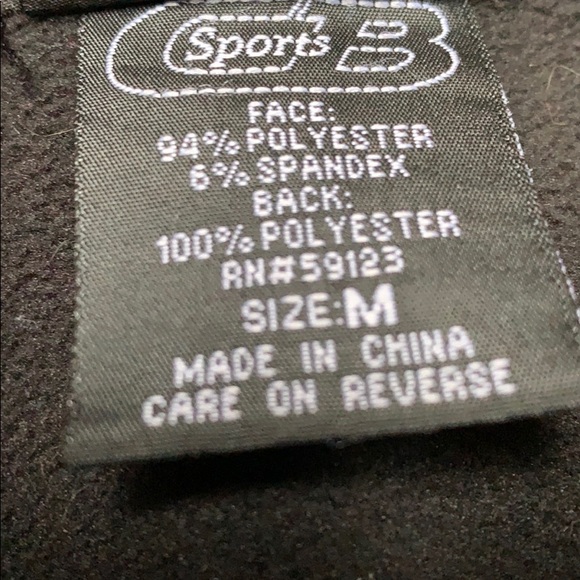 Sports B
FACE:
94% POLYESTER
6% SPANDEX
BACK:
100% POLYESTER
RN#59123
SIZE:M
MADE IN CHINA
CARE ON REVERSE